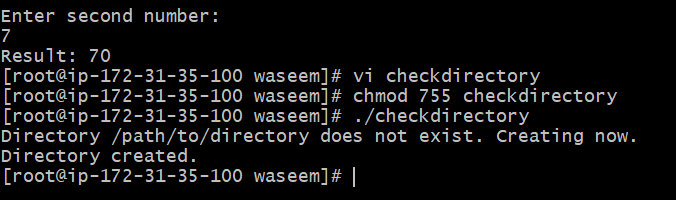 Enter second number:
7
Result: 70
[root@ip-172-31-35-100 waseem]# vi checkdirectory
[root@ip-172-31-35-100 waseem]# chmod 755 checkdirectory
[root@ip-172-31-35-100 waseem]# ./checkdirectory
Directory /path/to/directory does not exist. Creating now.
Directory created.
[root@ip-172-31-35-100 waseem]#